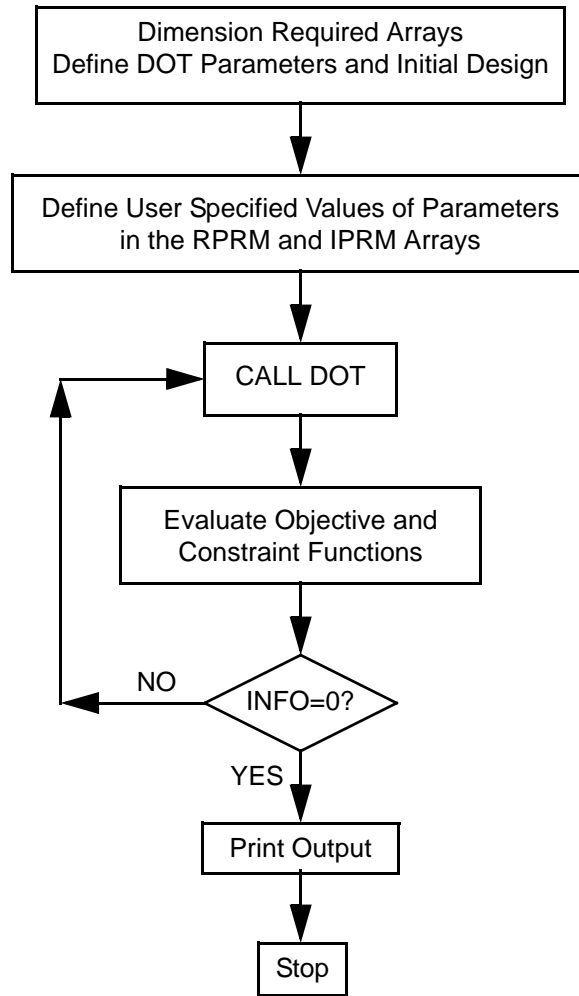 Dimension Required Arrays
Define DOT Parameters and Initial Design
Define User Specified Values of Parameters
in the RPRM and IPRM Arrays
CALL DOT
Evaluate Objective and
Constraint Functions
NO
INFO=0?
YES
Print Output
Stop